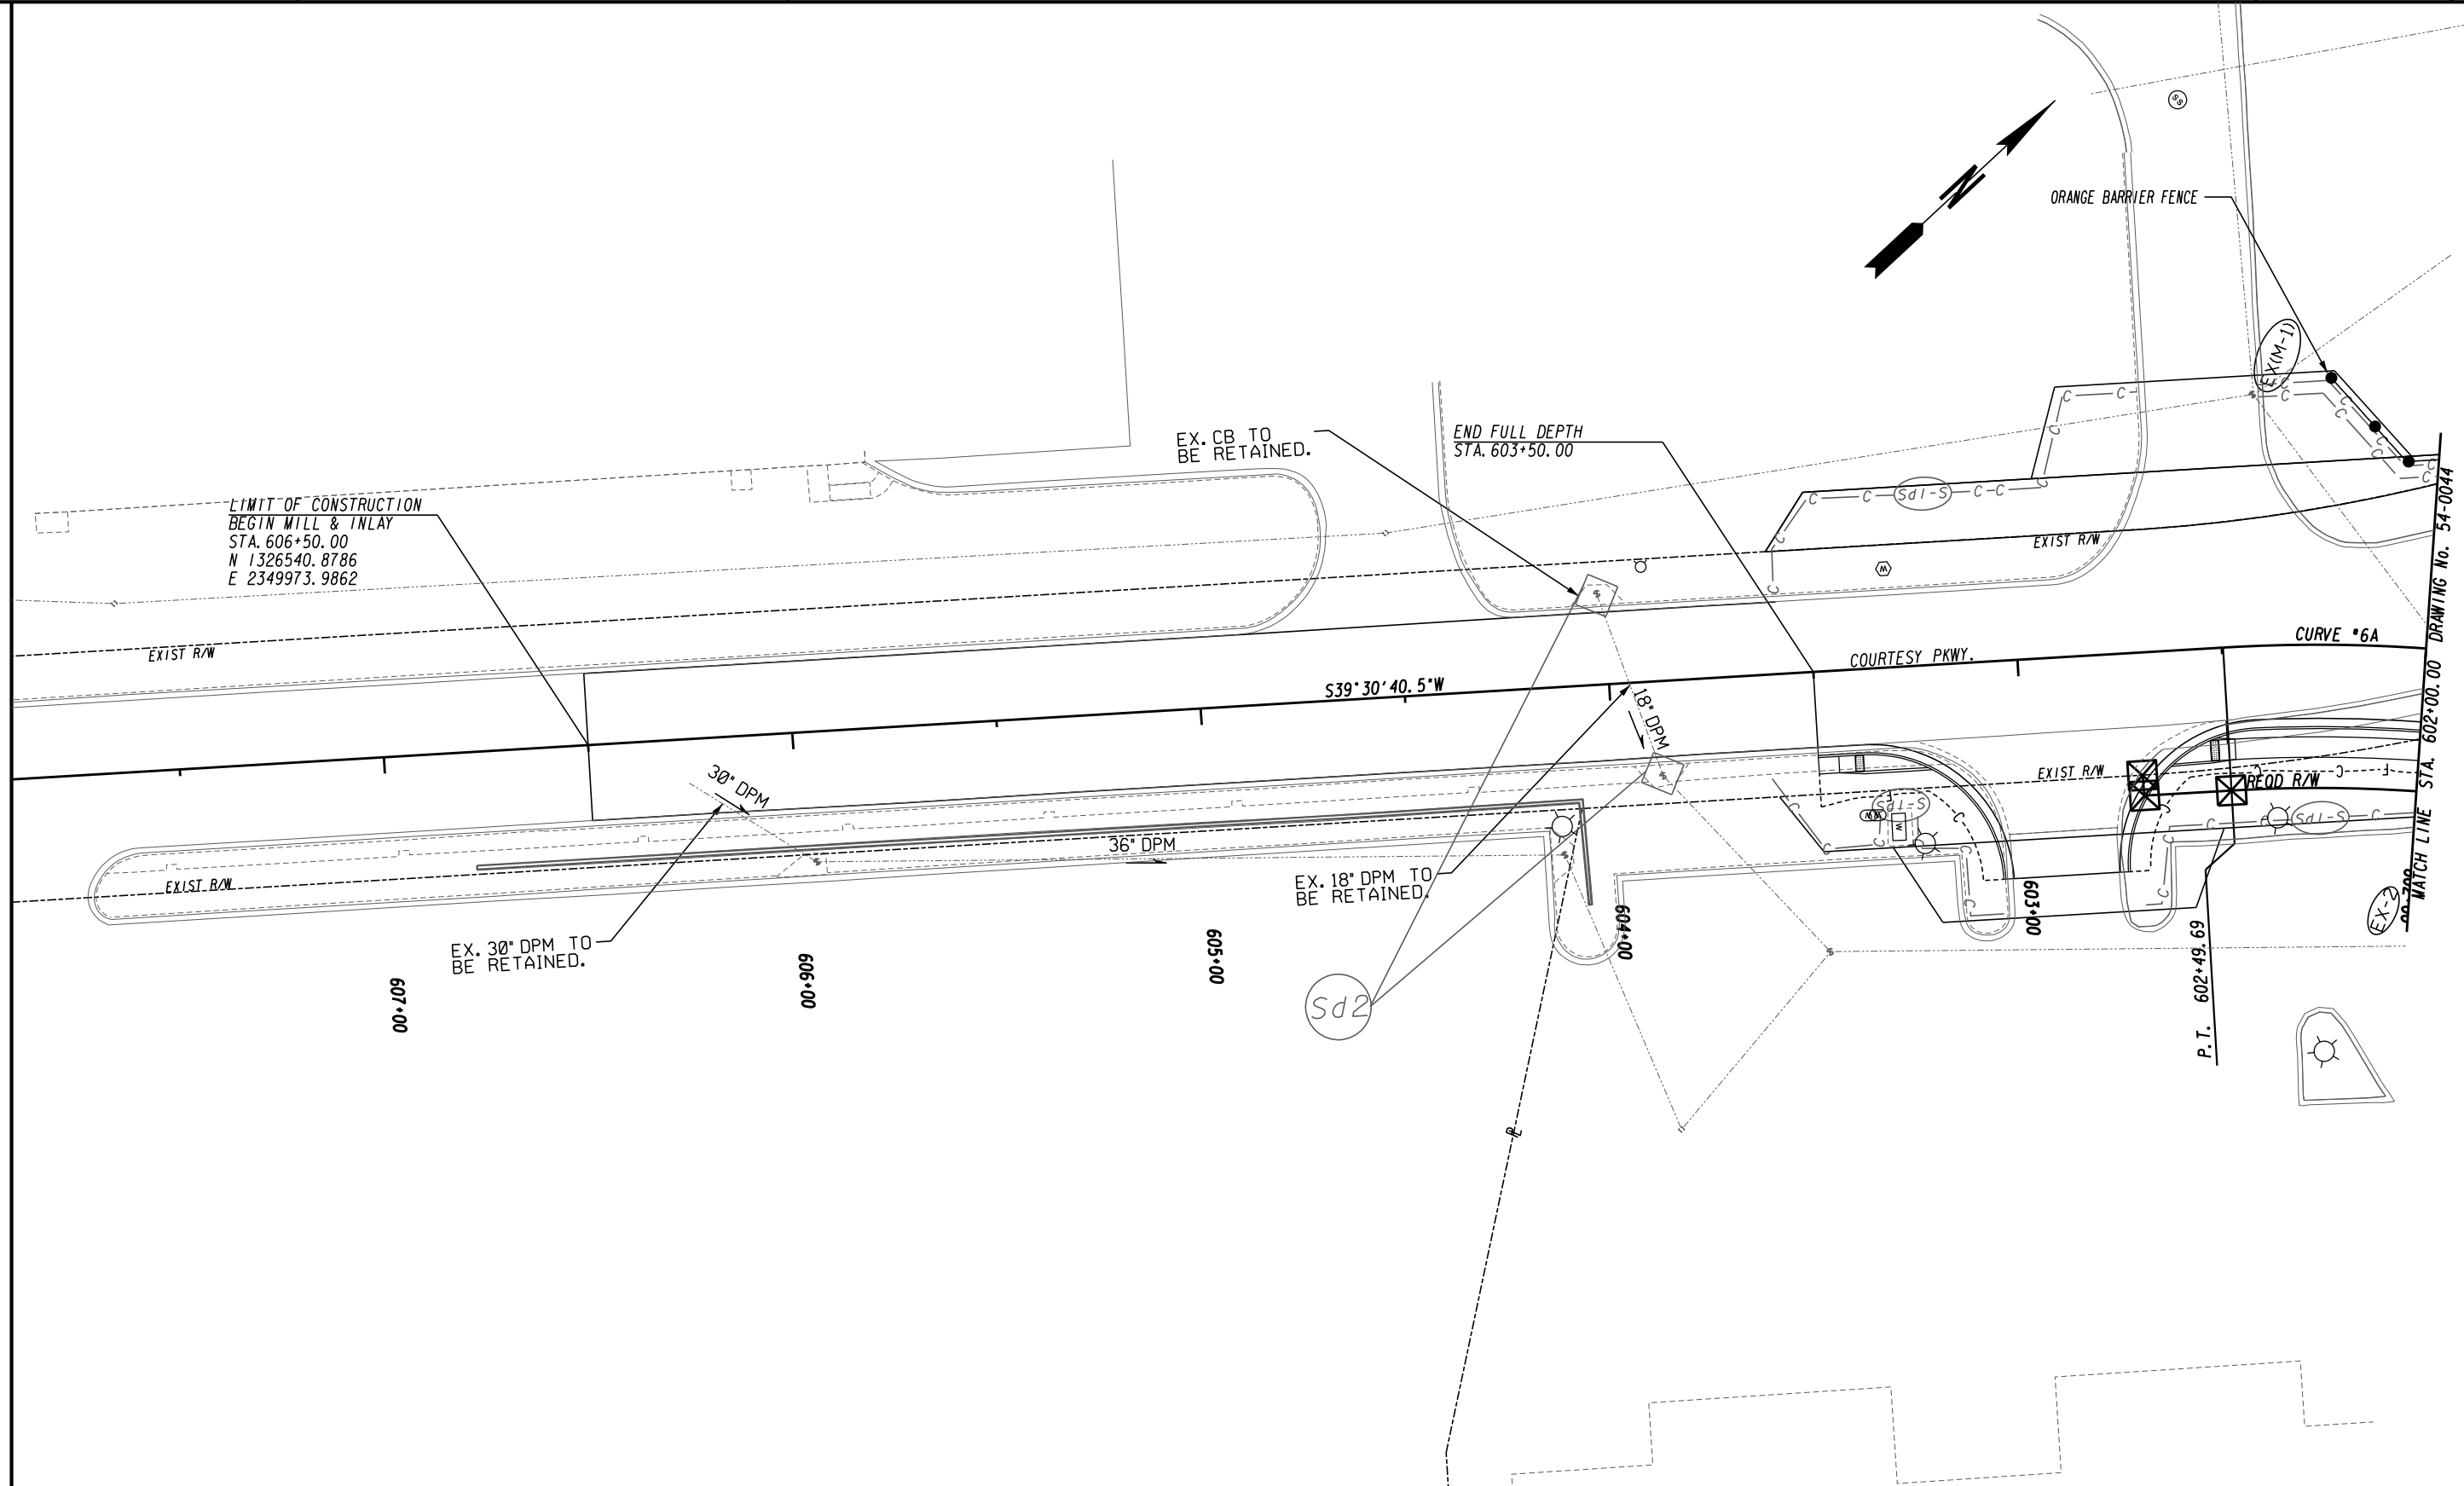 ORANGE BARRIER FENCE
SS
EX(M-1)
N
EX. CB TO
BE RETAINED.
END FULL DEPTH
STA. 603+50.00
LIMIT OF CONSTRUCTION
BEGIN MILL & INLAY
STA. 606+50.00
N 1326540.8786
E 2349973.9862
C C
C
C
C
C
C
C
C
C
C
C C Sd1-S C-C C
C
C
W
EXIST R/W
EXIST R/W
CURVE #6A
COURTESY PKWY.
S39°30'40.5"W
18" DPM
30" DPM
EXIST R/W
REQD R/W
C
F
Sd1-S
C
C
C
C
W
W
W
C
C
C
C
C
C
C
Sd1-S
C
36" DPM
EXIST R/W
EX. 18" DPM TO
BE RETAINED.
EX. 30" DPM TO
BE RETAINED.
607+00
606+00
605+00
604+00
603+00
P.T. 602+49.69
EX-2
MATCH LINE STA. 602+00.00 DRAWING No. 54-0044
Sd2
PL